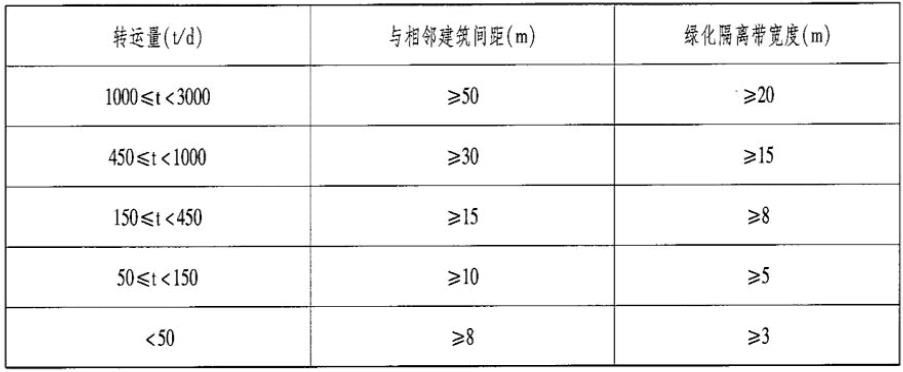 转运量(t/d) 与相邻建筑间距(m) 绿化隔离带宽度(m)
1000≤t<3000 ≥50 ≥20
450≤t<1000 ≥30 ≥15
150≤t<450 ≥15 ≥8
50≤t<150 ≥10 ≥5
<50 ≥8 ≥3